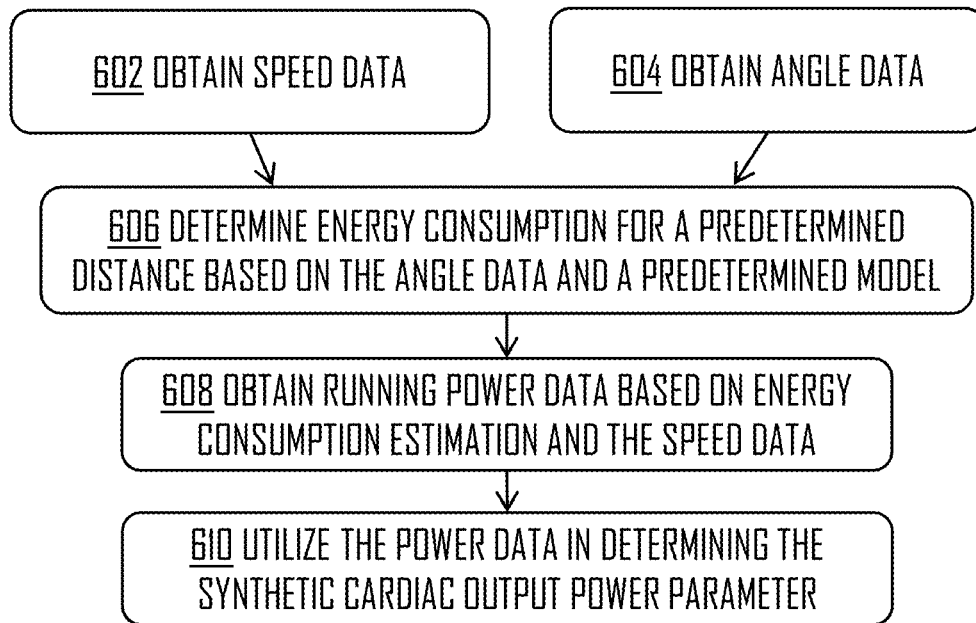 602 OBTAIN SPEED DATA
604 OBTAIN ANGLE DATA
606 DETERMINE ENERGY CONSUMPTION FOR A PREDETERMINED
DISTANCE BASED ON THE ANGLE DATA AND A PREDETERMINED MODEL
608 OBTAIN RUNNING POWER DATA BASED ON ENERGY
CONSUMPTION ESTIMATION AND THE SPEED DATA
610 UTILIZE THE POWER DATA IN DETERMINING THE
SYNTHETIC CARDIAC OUTPUT POWER PARAMETER